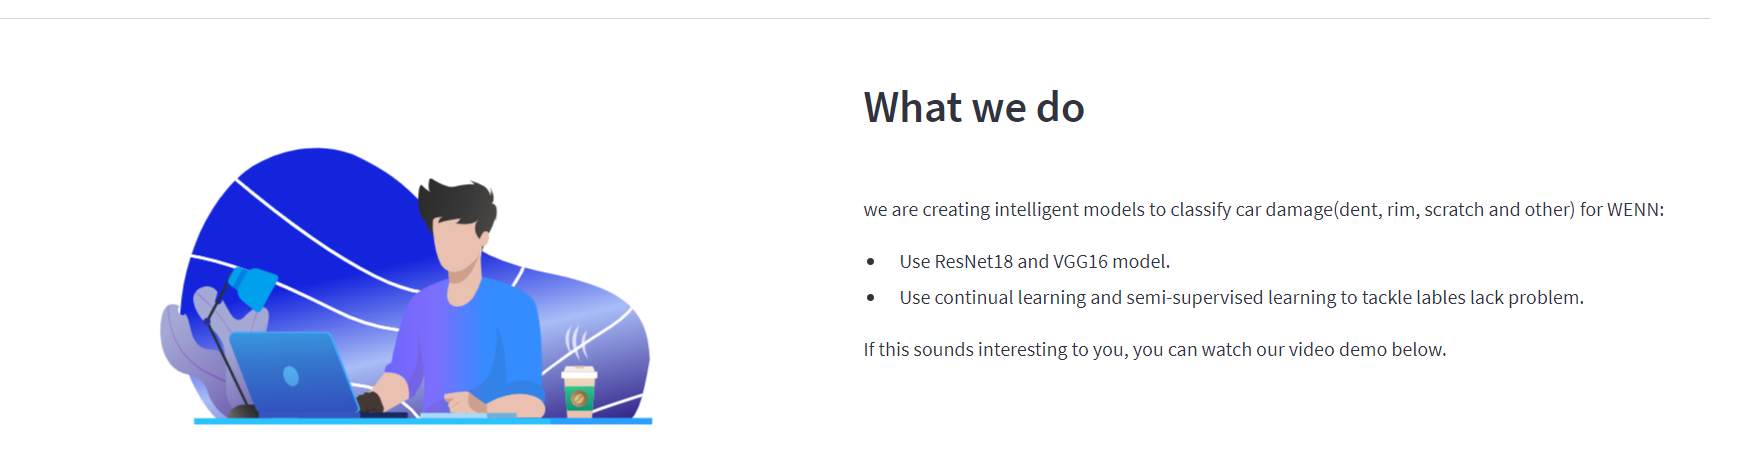 What we do
we are creating intelligent models to classify car damage(dent, rim, scratch and other) for WENN:
• Use ResNet18 and VGG16 model.
• Use continual learning and semi-supervised learning to tackle lables lack problem.
If this sounds interesting to you, you can watch our video demo below.